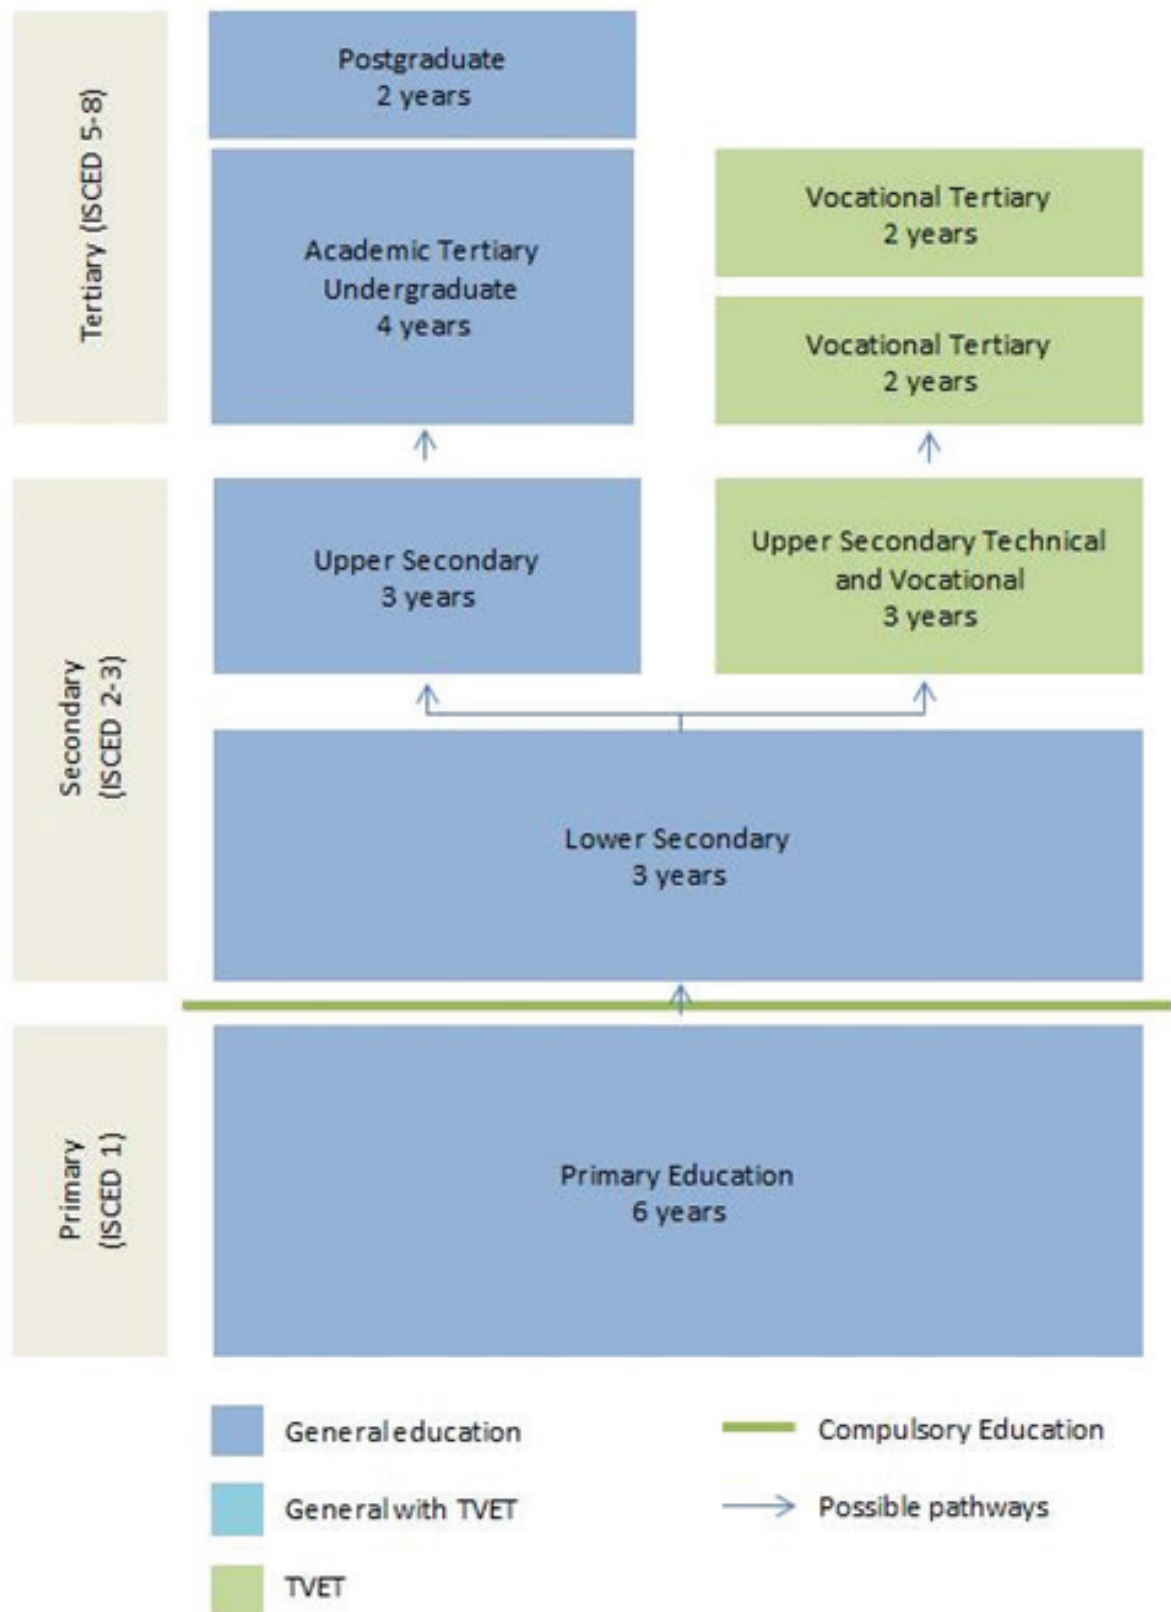 Tertiary (ISCED 5-8)
Postgraduate
2 years
Academic Tertiary
Undergraduate
4 years
Vocational Tertiary
2 years
Vocational Tertiary
2 years
Secondary
(ISCED 2-3)
Upper Secondary
3 years
Upper Secondary Technical
and Vocational
3 years
Lower Secondary
3 years
Primary
(ISCED 1)
Primary Education
6 years
General education
General with TVET
TVET
Compulsory Education
Possible pathways